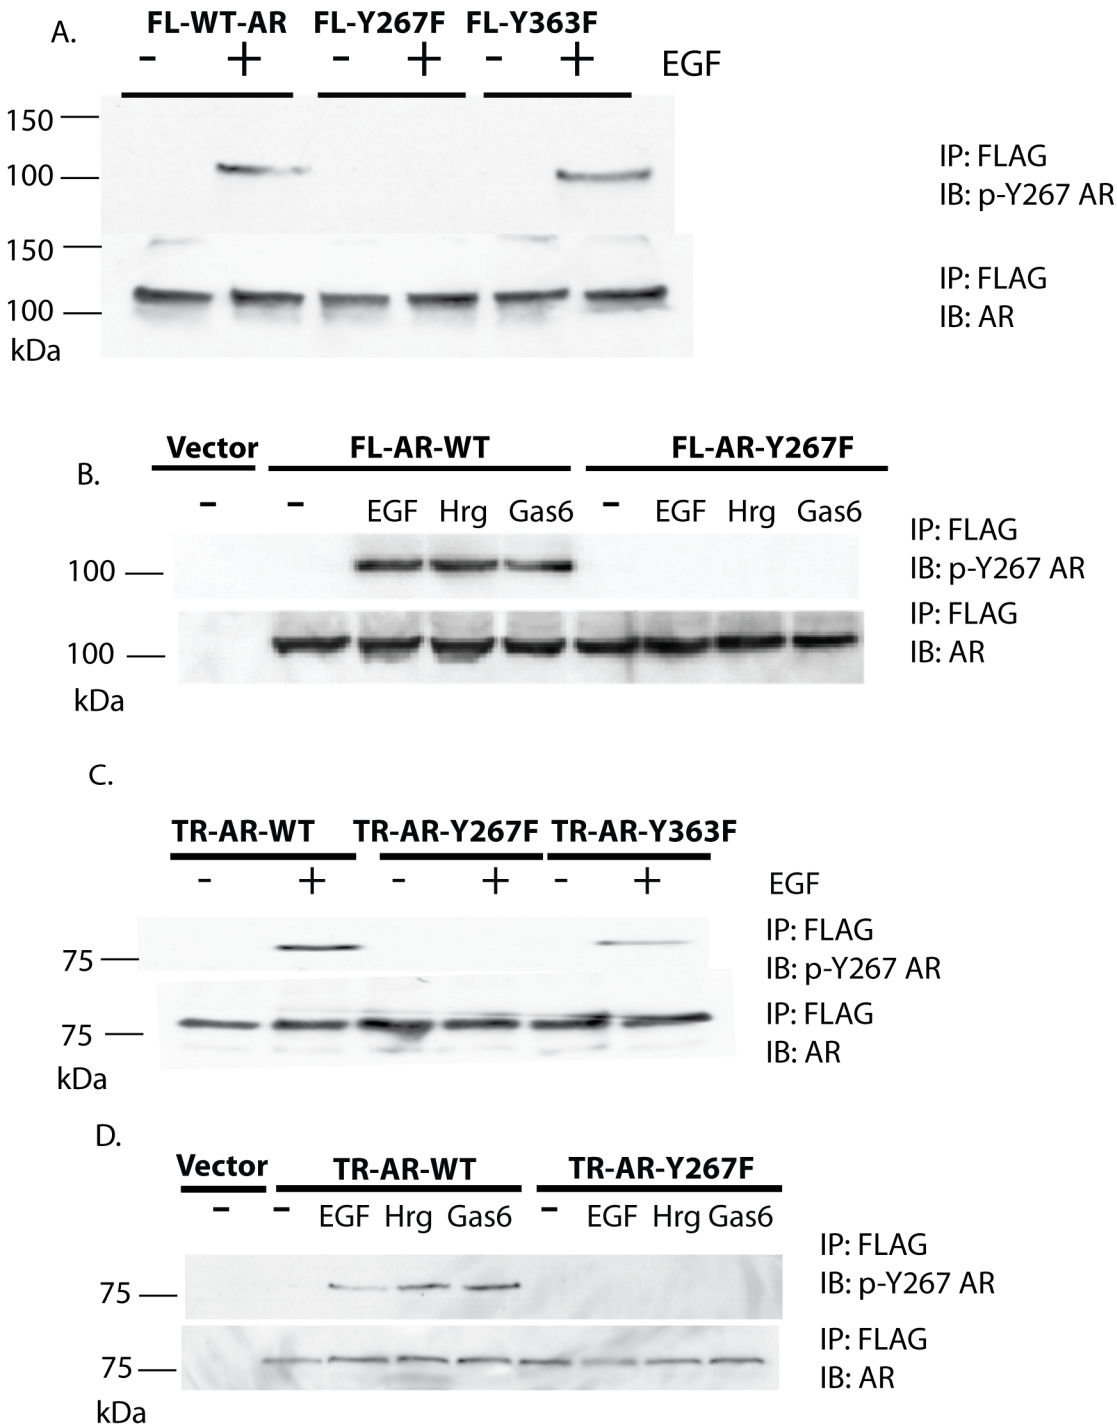 A.
FL-WT-AR FL-Y267F FL-Y363F
- + - + - + EGF
150
100
IP: FLAG
IB: p-Y267 AR
150
100
kDa
IP: FLAG
IB: AR
B.
Vector FL-AR-WT FL-AR-Y267F
- - EGF Hrg Gas6 - EGF Hrg Gas6
100
IP: FLAG
IB: p-Y267 AR
100
kDa
IP: FLAG
IB: AR
C.
TR-AR-WT TR-AR-Y267F TR-AR-Y363F
- + - + - + EGF
75
IP: FLAG
IB: p-Y267 AR
75
kDa
IP: FLAG
IB: AR
D.
Vector TR-AR-WT TR-AR-Y267F
- - EGF Hrg Gas6 - EGF Hrg Gas6
75
IP: FLAG
IB: p-Y267 AR
75
kDa
IP: FLAG
IB: AR